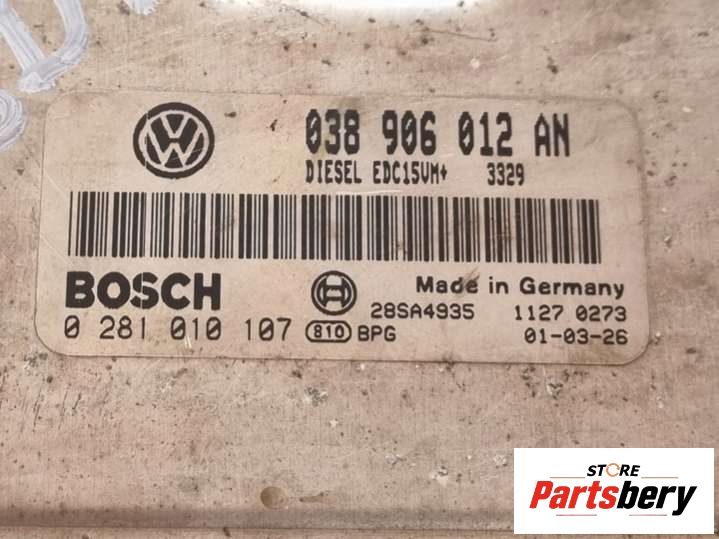 038 906 012 AN
DIESEL EDC15VM+ 3329
BOSCH
Made in Germany
28SA4935 1127 0273
0 281 010 107 810 BPG 01-03-26
STORE
Partsbery